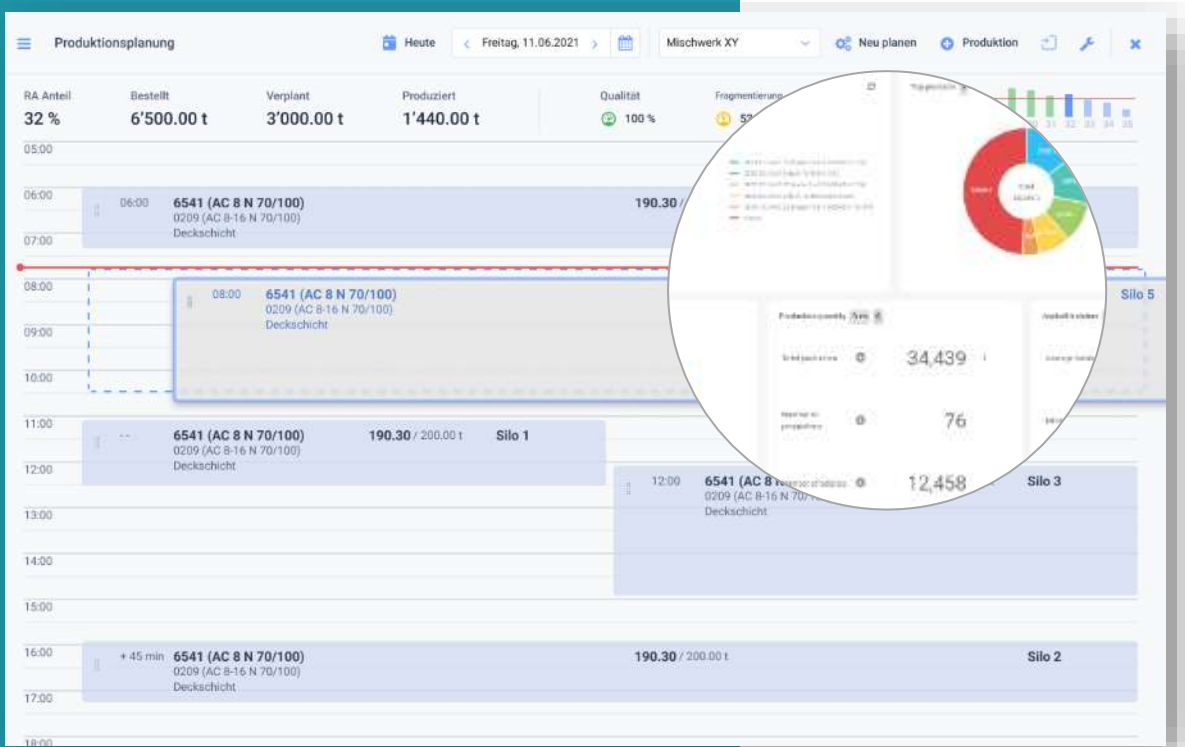 Produktionsplanung
Heute
Freitag, 11.06.2021
Mischwerk XY
Neu planen
Produktion
RA Anteil
Bestellt
Verplant
Produziert
Qualität
Fragmentierung
32 %
6'500.00 t
3'000.00 t
1'440.00 t
100 %
31 32 33 34 35
05:00
06:00
06:00
6541 (AC 8 N 70/100)
190.30 /
0209 (AC 8-16 N 70/100)
Deckschicht
07:00
08:00
08:00
6541 (AC 8 N 70/100)
Silo 5
0209 (AC 8-16 N 70/100)
Deckschicht
09:00
Production quantity
34,439
10:00
76
11:00
6541 (AC 8 N 70/100)
190.30 / 200.00 t
Silo 1
0209 (AC 8-16 N 70/100)
Deckschicht
12:00
12:00
6541 (AC 8
12,458
Silo 3
0209 (AC 8-16 N 70/
Deckschicht
13:00
14:00
15:00
16:00
+ 45 min
6541 (AC 8 N 70/100)
190.30 / 200.00 t
Silo 2
0209 (AC 8-16 N 70/100)
Deckschicht
17:00
18:00